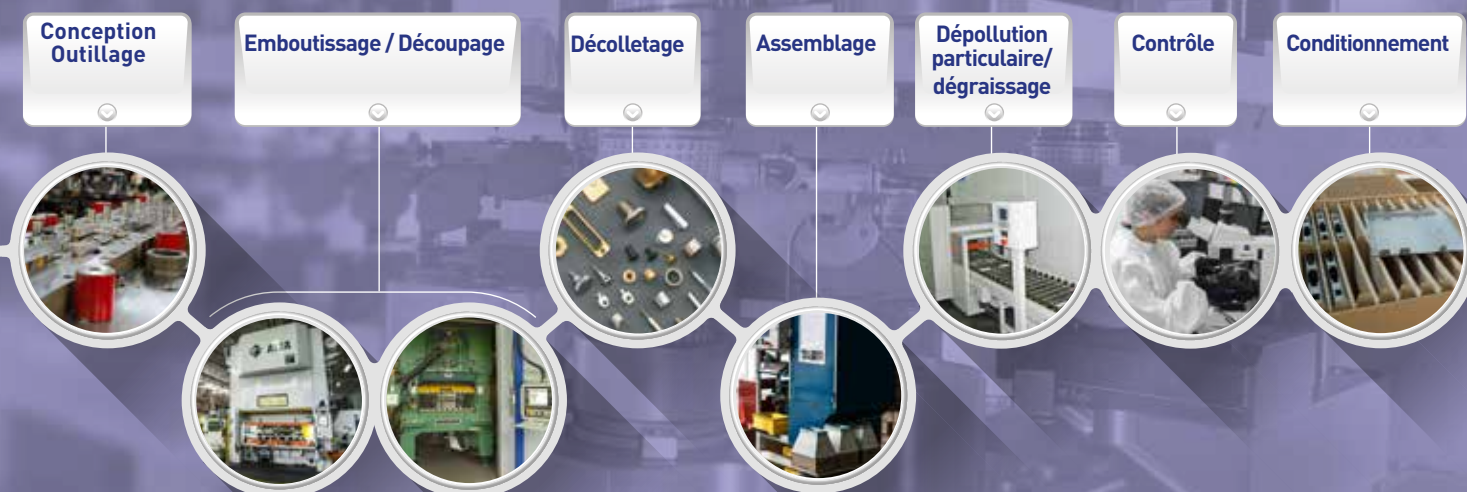 Conception
Outillage
Emboutissage / Découpage
Décolletage
Assemblage
Dépollution
particulaire/
dégraissage
Contrôle
Conditionnement